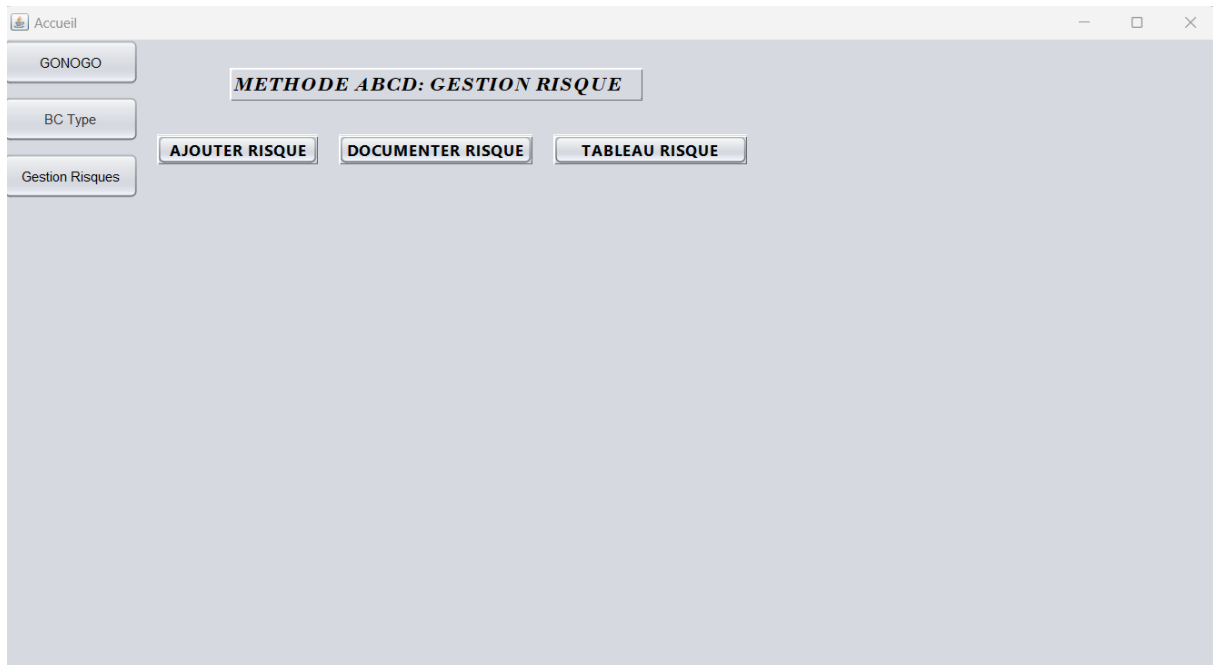 Accueil
GONOGO
BC Type
Gestion Risques
METHODE ABCD: GESTION RISQUE
AJOUTER RISQUE DOCUMENTER RISQUE TABLEAU RISQUE